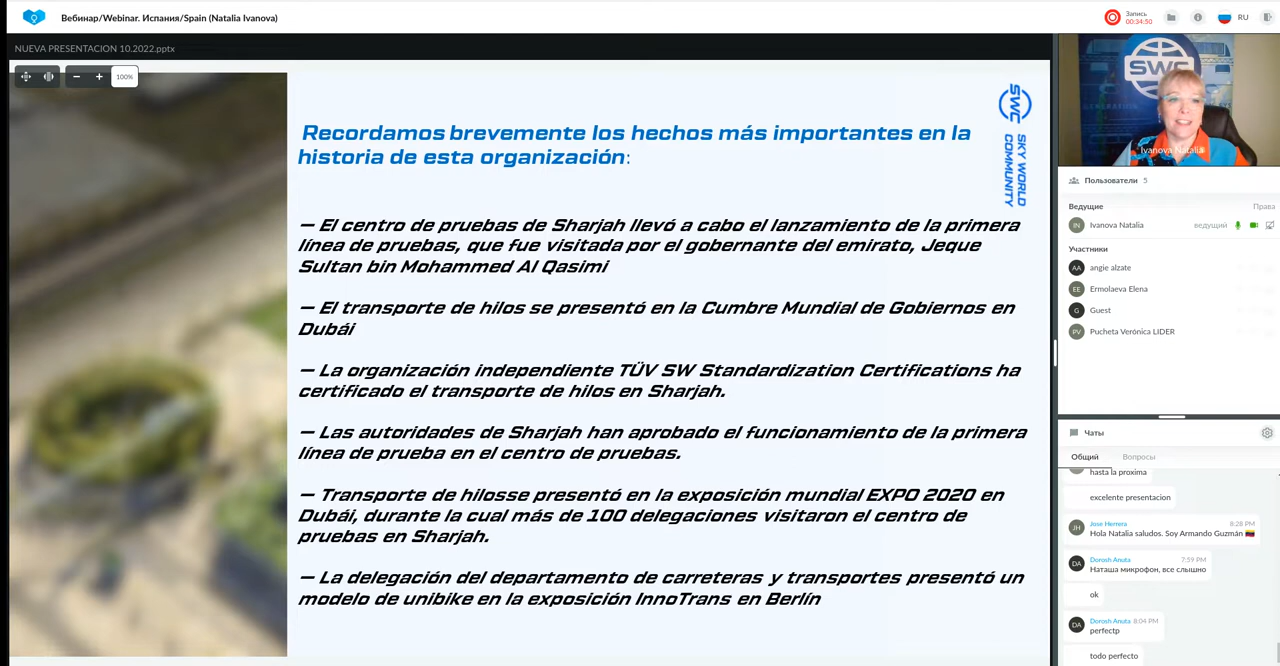 Вебинар/Webinar. Испания/Spain (Natalia Ivanova)
Запись
00:34:50
RU
NUEVA PRESENTACION 10.2022.pptx
100%
Recordamos brevemente los hechos más importantes en la
historia de esta organización:
SWC
SKY WORLD
COMMUNITY
— El centro de pruebas de Sharjah llevó a cabo el lanzamiento de la primera
línea de pruebas, que fue visitada por el gobernante del emirato, Jeque
Sultan bin Mohammed Al Qasimi
— El transporte de hilos se presentó en la Cumbre Mundial de Gobiernos en
Dubái
— La organización independiente TÜV SW Standardization Certifications ha
certificado el transporte de hilos en Sharjah.
— Las autoridades de Sharjah han aprobado el funcionamiento de la primera
línea de prueba en el centro de pruebas.
— Transporte de hilosse presentó en la exposición mundial EXPO 2020 en
Dubái, durante la cual más de 100 delegaciones visitaron el centro de
pruebas en Sharjah.
— La delegación del departamento de carreteras y transportes presentó un
modelo de unibike en la exposición InnoTrans en Berlín
SWC
Ivanova Natalia
Пользователи 5
Ведущие
Права
IN Ivanova Natalia ведущий
Участники
AA angie alzate
EE Ermolaeva Elena
G Guest
PV Pucheta Verónica LIDER
Чаты
Общий Вопросы
hasta la proxima
excelente presentacion
JH Jose Herrera 8:28 PM
Hola Natalia saludos. Soy Armando Guzmán
DA Dorosh Anuta 7:59 PM
Наташа микрофон, все слышно
ok
DA Dorosh Anuta 8:04 PM
perfectp
todo perfecto